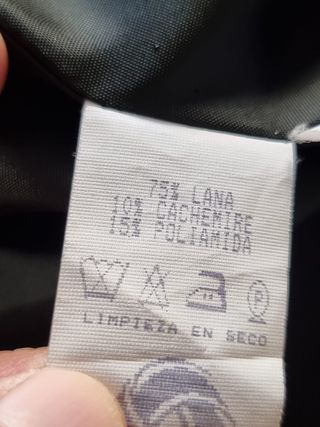 75% LANA
10% CACHEMIRE
15% POLIAMIDA
P
LIMPIEZA EN SECO